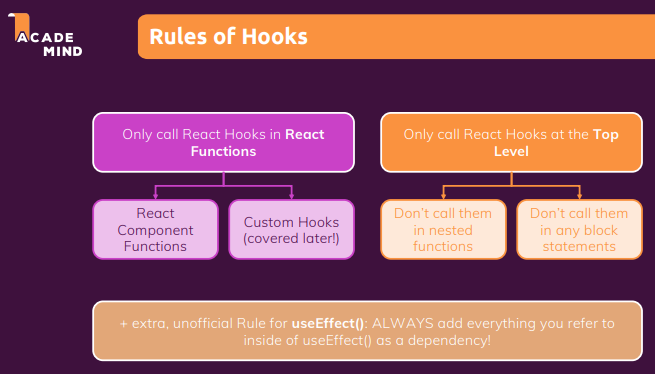 ACADE
MIND
Rules of Hooks
Only call React Hooks in React
Functions
Only call React Hooks at the Top
Level
React
Component
Functions
Custom Hooks
(covered later!)
Don't call them
in nested
functions
Don't call them
in any block
statements
+ extra, unofficial Rule for useEffect(): ALWAYS add everything you refer to
inside of useEffect() as a dependency!